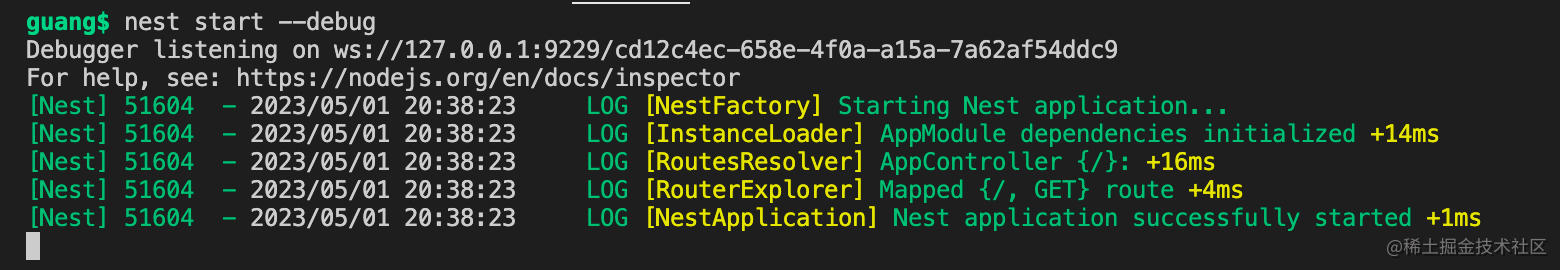 guang$ nest start --debug
Debugger listening on ws://127.0.0.1:9229/cd12c4ec-658e-4f0a-a15a-7a62af54ddc9
For help, see: https://nodejs.org/en/docs/inspector
[Nest] 51604  - 2023/05/01 20:38:23     LOG [NestFactory] Starting Nest application...
[Nest] 51604  - 2023/05/01 20:38:23     LOG [InstanceLoader] AppModule dependencies initialized +14ms
[Nest] 51604  - 2023/05/01 20:38:23     LOG [RoutesResolver] AppController {/}: +16ms
[Nest] 51604  - 2023/05/01 20:38:23     LOG [RouterExplorer] Mapped {/, GET} route +4ms
[Nest] 51604  - 2023/05/01 20:38:23     LOG [NestApplication] Nest application successfully started +1ms
@稀土掘金技术社区